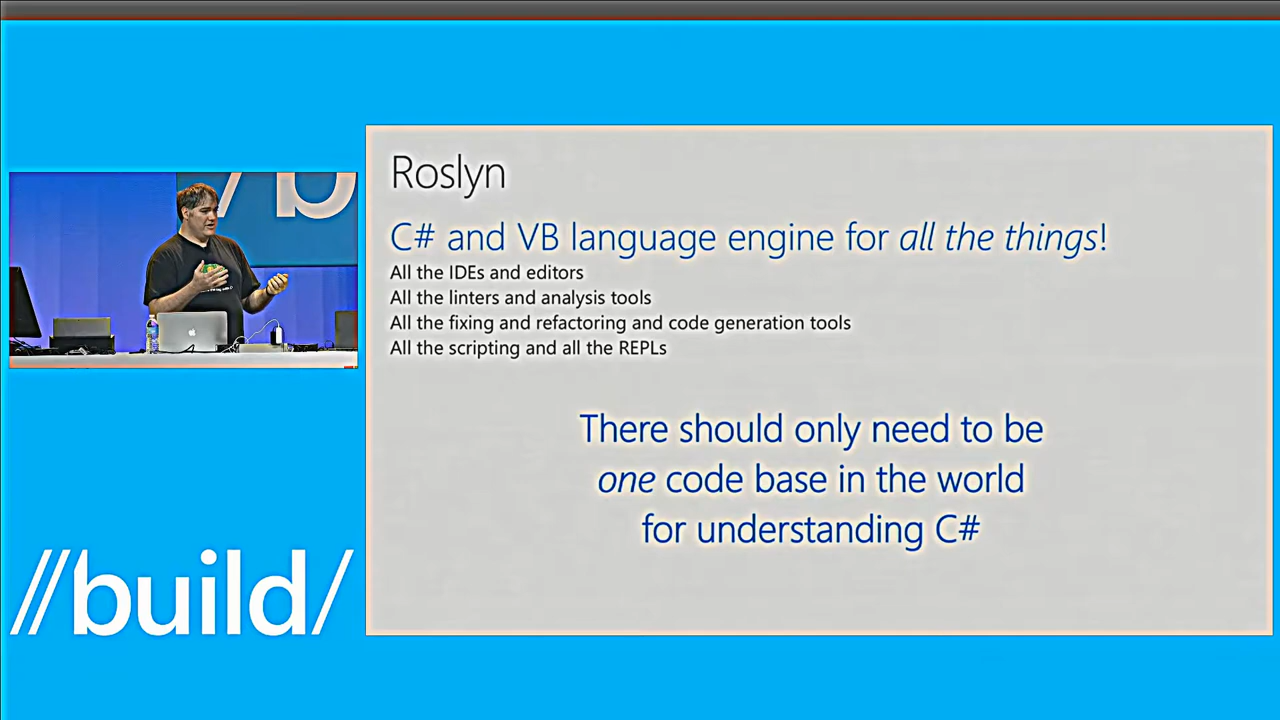 /b
Roslyn
C# and VB language engine for all the things!
All the IDEs and editors
All the linters and analysis tools
All the fixing and refactoring and code generation tools
All the scripting and all the REPLs
There should only need to be
one code base in the world
for understanding C#
//build/